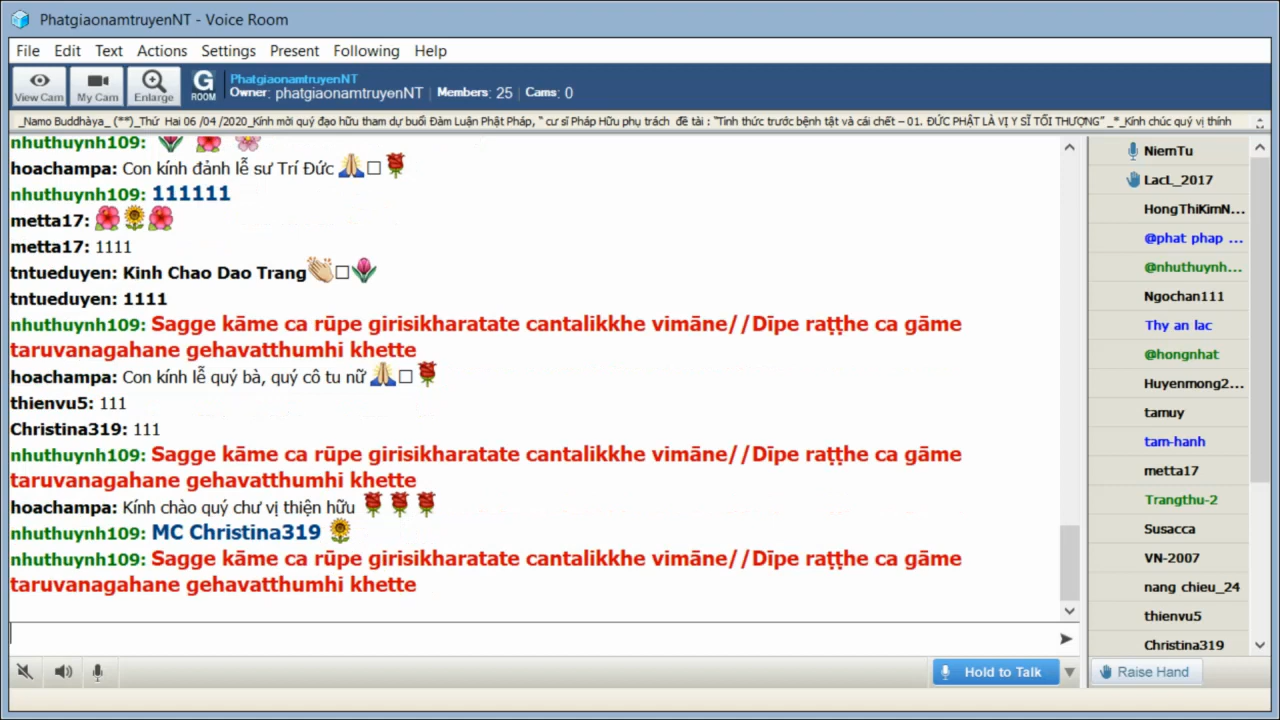 PhatgiaonamtruyenNT - Voice Room
File Edit Text Actions Settings Present Following Help
View Cam My Cam Enlarge G ROOM
PhatgiaonamtruyenNT
Owner: phatgiaonamtruyenNT | Members: 25 | Cams: 0
_Namo Buddhàya_ (**)_Thứ Hai 06 /04 /2020_Kính mời quý đạo hữu tham dự buổi Đàm Luận Phật Pháp, “ cư sĩ Pháp Hữu phụ trách đề tài : “Tỉnh thức trước bệnh tật và cái chết – 01. ĐỨC PHẬT LÀ VỊ Y SĨ TỐI THƯỢNG” _*_Kính chúc quý vị thính
nhuthuynh109: 🌷 🌺 🌸
hoachampa: Con kính đảnh lễ sư Trí Đức 🙏□🌹
nhuthuynh109: 111111
metta17: 🌺🌻🌺
metta17: 1111
tntueduyen: Kinh Chao Dao Trang👏□🌷
tntueduyen: 1111
nhuthuynh109: Sagge kāme ca rūpe girisikharatate cantalikkhe vimāne//Dīpe raṭṭhe ca gāme
taruvanagahane gehavatthumhi khette
hoachampa: Con kính lễ quý bà, quý cô tu nữ 🙏□🌹
thienvu5: 111
Christina319: 111
nhuthuynh109: Sagge kāme ca rūpe girisikharatate cantalikkhe vimāne//Dīpe raṭṭhe ca gāme
taruvanagahane gehavatthumhi khette
hoachampa: Kính chào quý chư vị thiện hữu 🌹🌹🌹
nhuthuynh109: MC Christina319 🌻
nhuthuynh109: Sagge kāme ca rūpe girisikharatate cantalikkhe vimāne//Dīpe raṭṭhe ca gāme
taruvanagahane gehavatthumhi khette
NiemTu
LacL_2017
HongThiKimN...
@phat phap ...
@nhuthuynh...
Ngochan111
Thy an lac
@hongnhat
Huyenmong2...
tamuy
tam-hanh
metta17
Trangthu-2
Susacca
VN-2007
nang chieu_24
thienvu5
Christina319
Hold to Talk
Raise Hand